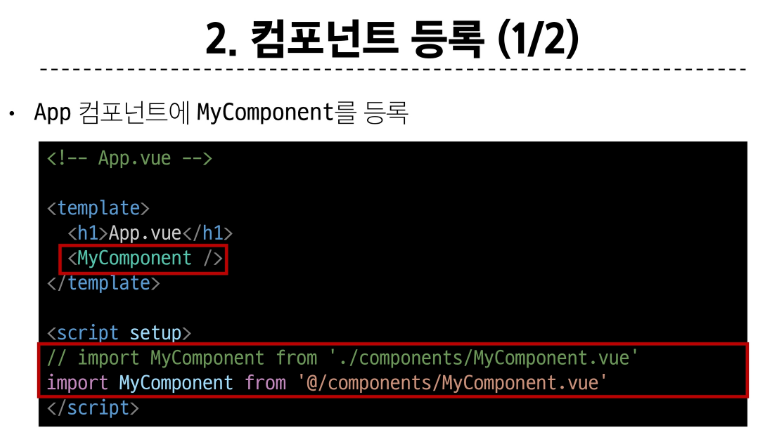 2. 컴포넌트 등록 (1/2)
• App 컴포넌트에 MyComponent를 등록
<!-- App.vue -->
<template>
<h1>App.vue</h1>
<MyComponent />
</template>
<script setup>
// import MyComponent from './components/MyComponent.vue'
import MyComponent from '@/components/MyComponent.vue'
</script>